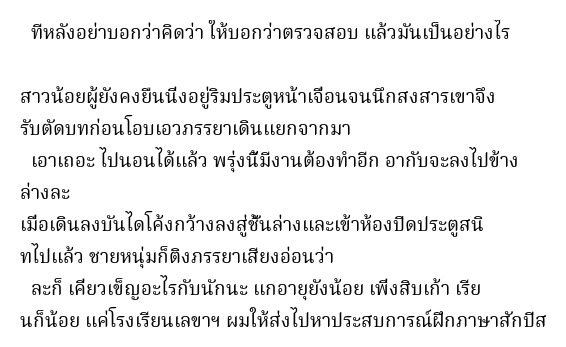 ทีหลังอย่าบอกว่าคิดว่า ให้บอกว่าตรวจสอบ แล้วมันเป็นอย่างไร
สาวน้อยผู้ยังคงยืนนิ่งอยู่ริมประตูหน้าเจื่อนจนนึกสงสารเขาจึง
รับตัดบทก่อนโอบเอวภรรยาเดินแยกจากมา
เอาเถอะ ไปนอนได้แล้ว พรุ่งนี้มีงานต้องทำอีก อากับจะลงไปข้าง
ล่างละ
เมื่อเดินลงบันไดโค้งกว้างลงสู่ชั้นล่างและเข้าห้องปิดประตูสนิ
ทไปแล้ว ชายหนุ่มก็ติงภรรยาเสียงอ่อนว่า
ละก็ เคี่ยวเข็ญอะไรกับนักนะ แกอายุยังน้อย เพิ่งสิบเก้า เรีย
นก็น้อย แค่โรงเรียนเลขาฯ ผมให้ส่งไปหาประสบการณ์ฝึกภาษาสักปีส